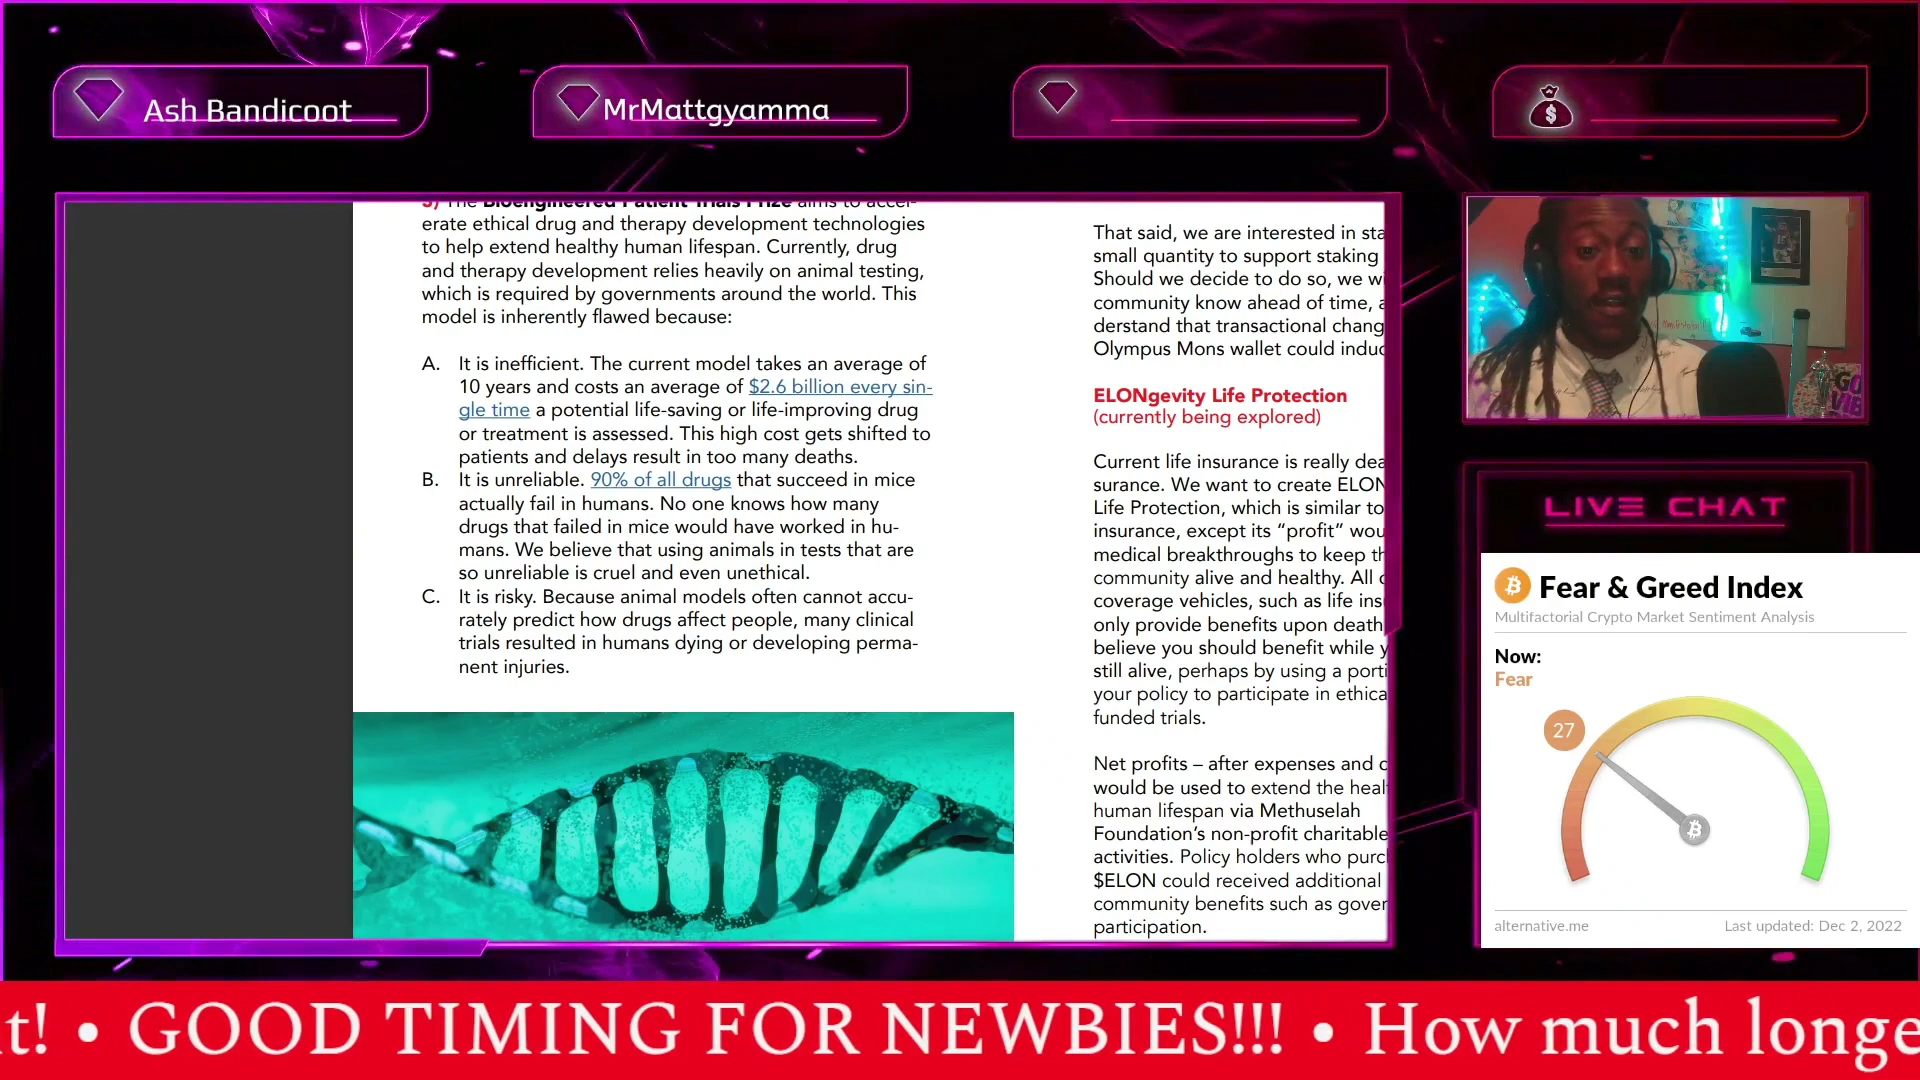 Ash Bandicoot
MrMattgyamma
3) The Bioengineered Patient Trials Prize aims to accel-
erate ethical drug and therapy development technologies
to help extend healthy human lifespan. Currently, drug
and therapy development relies heavily on animal testing,
which is required by governments around the world. This
model is inherently flawed because:
A. It is inefficient. The current model takes an average of
10 years and costs an average of $2.6 billion every sin-
gle time a potential life-saving or life-improving drug
or treatment is assessed. This high cost gets shifted to
patients and delays result in too many deaths.
B. It is unreliable. 90% of all drugs that succeed in mice
actually fail in humans. No one knows how many
drugs that failed in mice would have worked in hu-
mans. We believe that using animals in tests that are
so unreliable is cruel and even unethical.
C. It is risky. Because animal models often cannot accu-
rately predict how drugs affect people, many clinical
trials resulted in humans dying or developing perma-
nent injuries.
That said, we are interested in sta
small quantity to support staking
Should we decide to do so, we w
community know ahead of time, a
derstand that transactional chang
Olympus Mons wallet could induc
ELONgevity Life Protection
(currently being explored)
Current life insurance is really dea
surance. We want to create ELON
Life Protection, which is similar to
insurance, except its “profit” wou
medical breakthroughs to keep th
community alive and healthy. All c
coverage vehicles, such as life ins
only provide benefits upon death
believe you should benefit while y
still alive, perhaps by using a porti
your policy to participate in ethica
funded trials.
Net profits – after expenses and c
would be used to extend the heal
human lifespan via Methuselah
Foundation’s non-profit charitable
activities. Policy holders who purc
$ELON could received additional
community benefits such as gover
participation.
LIVE CHAT
Fear & Greed Index
Multifactorial Crypto Market Sentiment Analysis
Now:
Fear
27
alternative.me
Last updated: Dec 2, 2022
t! • GOOD TIMING FOR NEWBIES!!! • How much longe